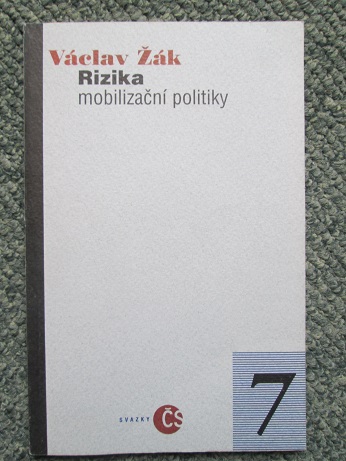 Václav Žák
Rizika
mobilizační politiky
SVAZKY ČS
7